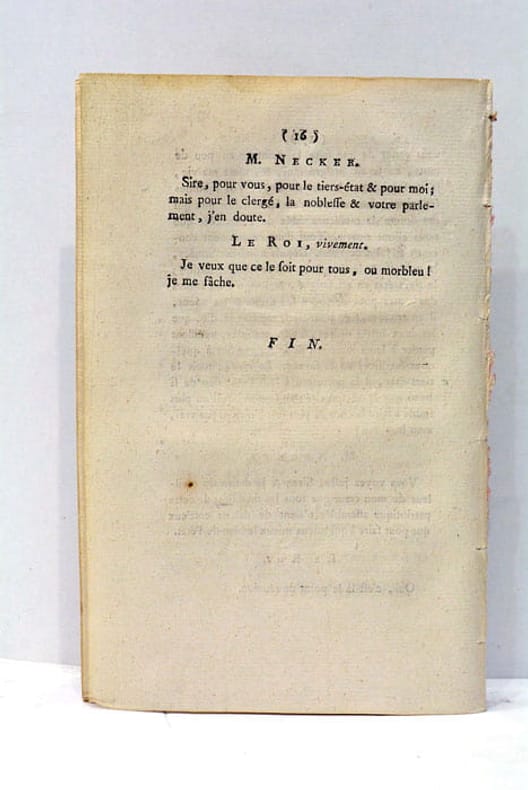 ( 16 )
M. NECKER.
Sire, pour vous, pour le tiers-état & pour moi;
mais pour le clergé, la nobleſſe & votre parle-
ment, j'en doute.
LE ROI, vivement.
Je veux que ce le ſoit pour tous, ou morbleu !
je me fâche.
FIN.